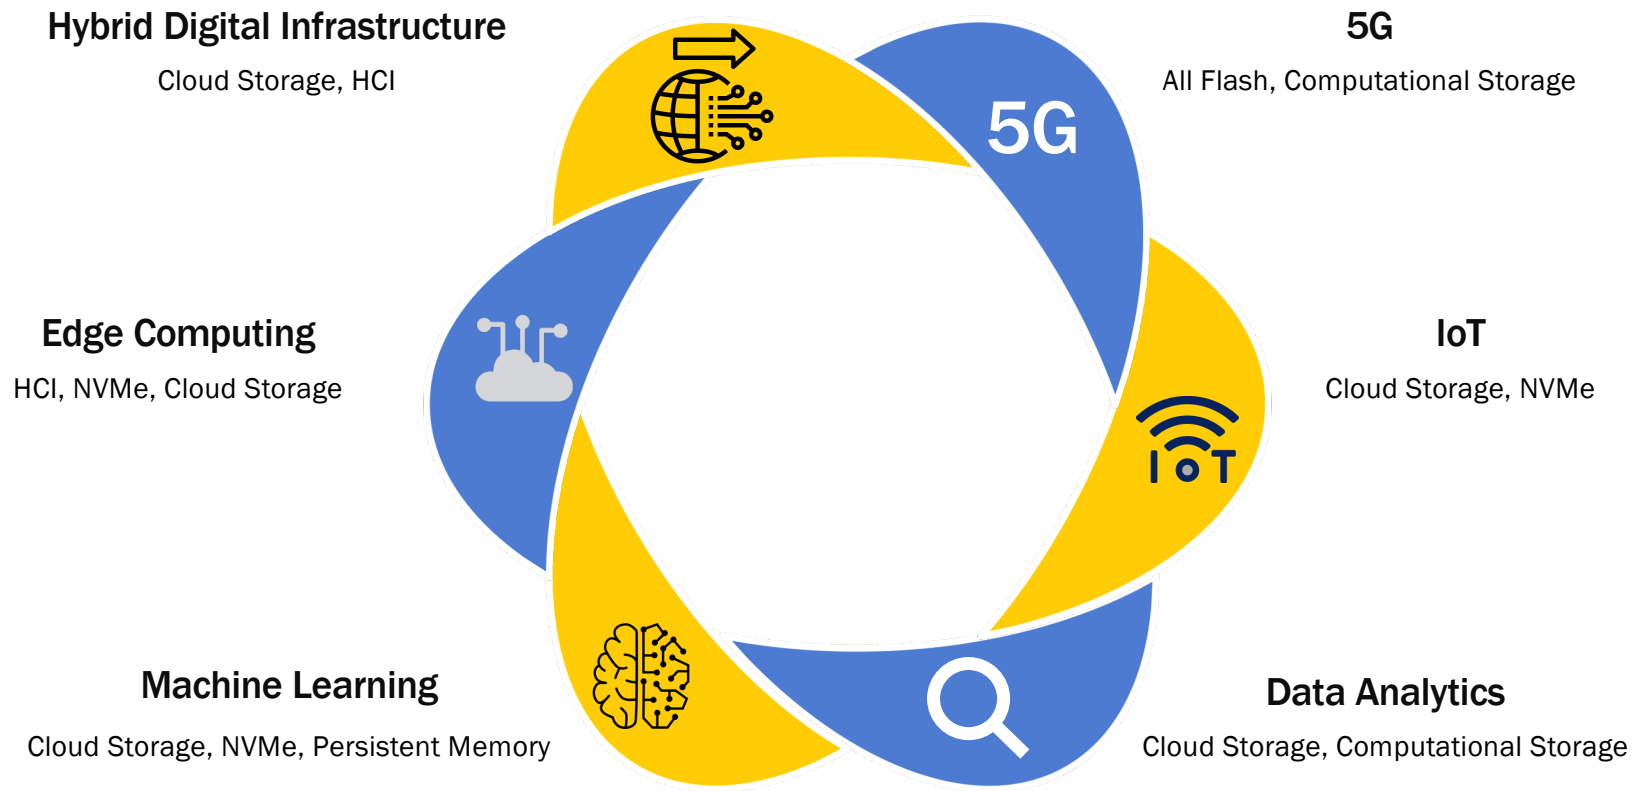 Hybrid Digital Infrastructure
Cloud Storage, HCI
5G
5G
All Flash, Computational Storage
Edge Computing
HCI, NVMe, Cloud Storage
IoT
IoT
Cloud Storage, NVMe
Machine Learning
Cloud Storage, NVMe, Persistent Memory
Data Analytics
Cloud Storage, Computational Storage